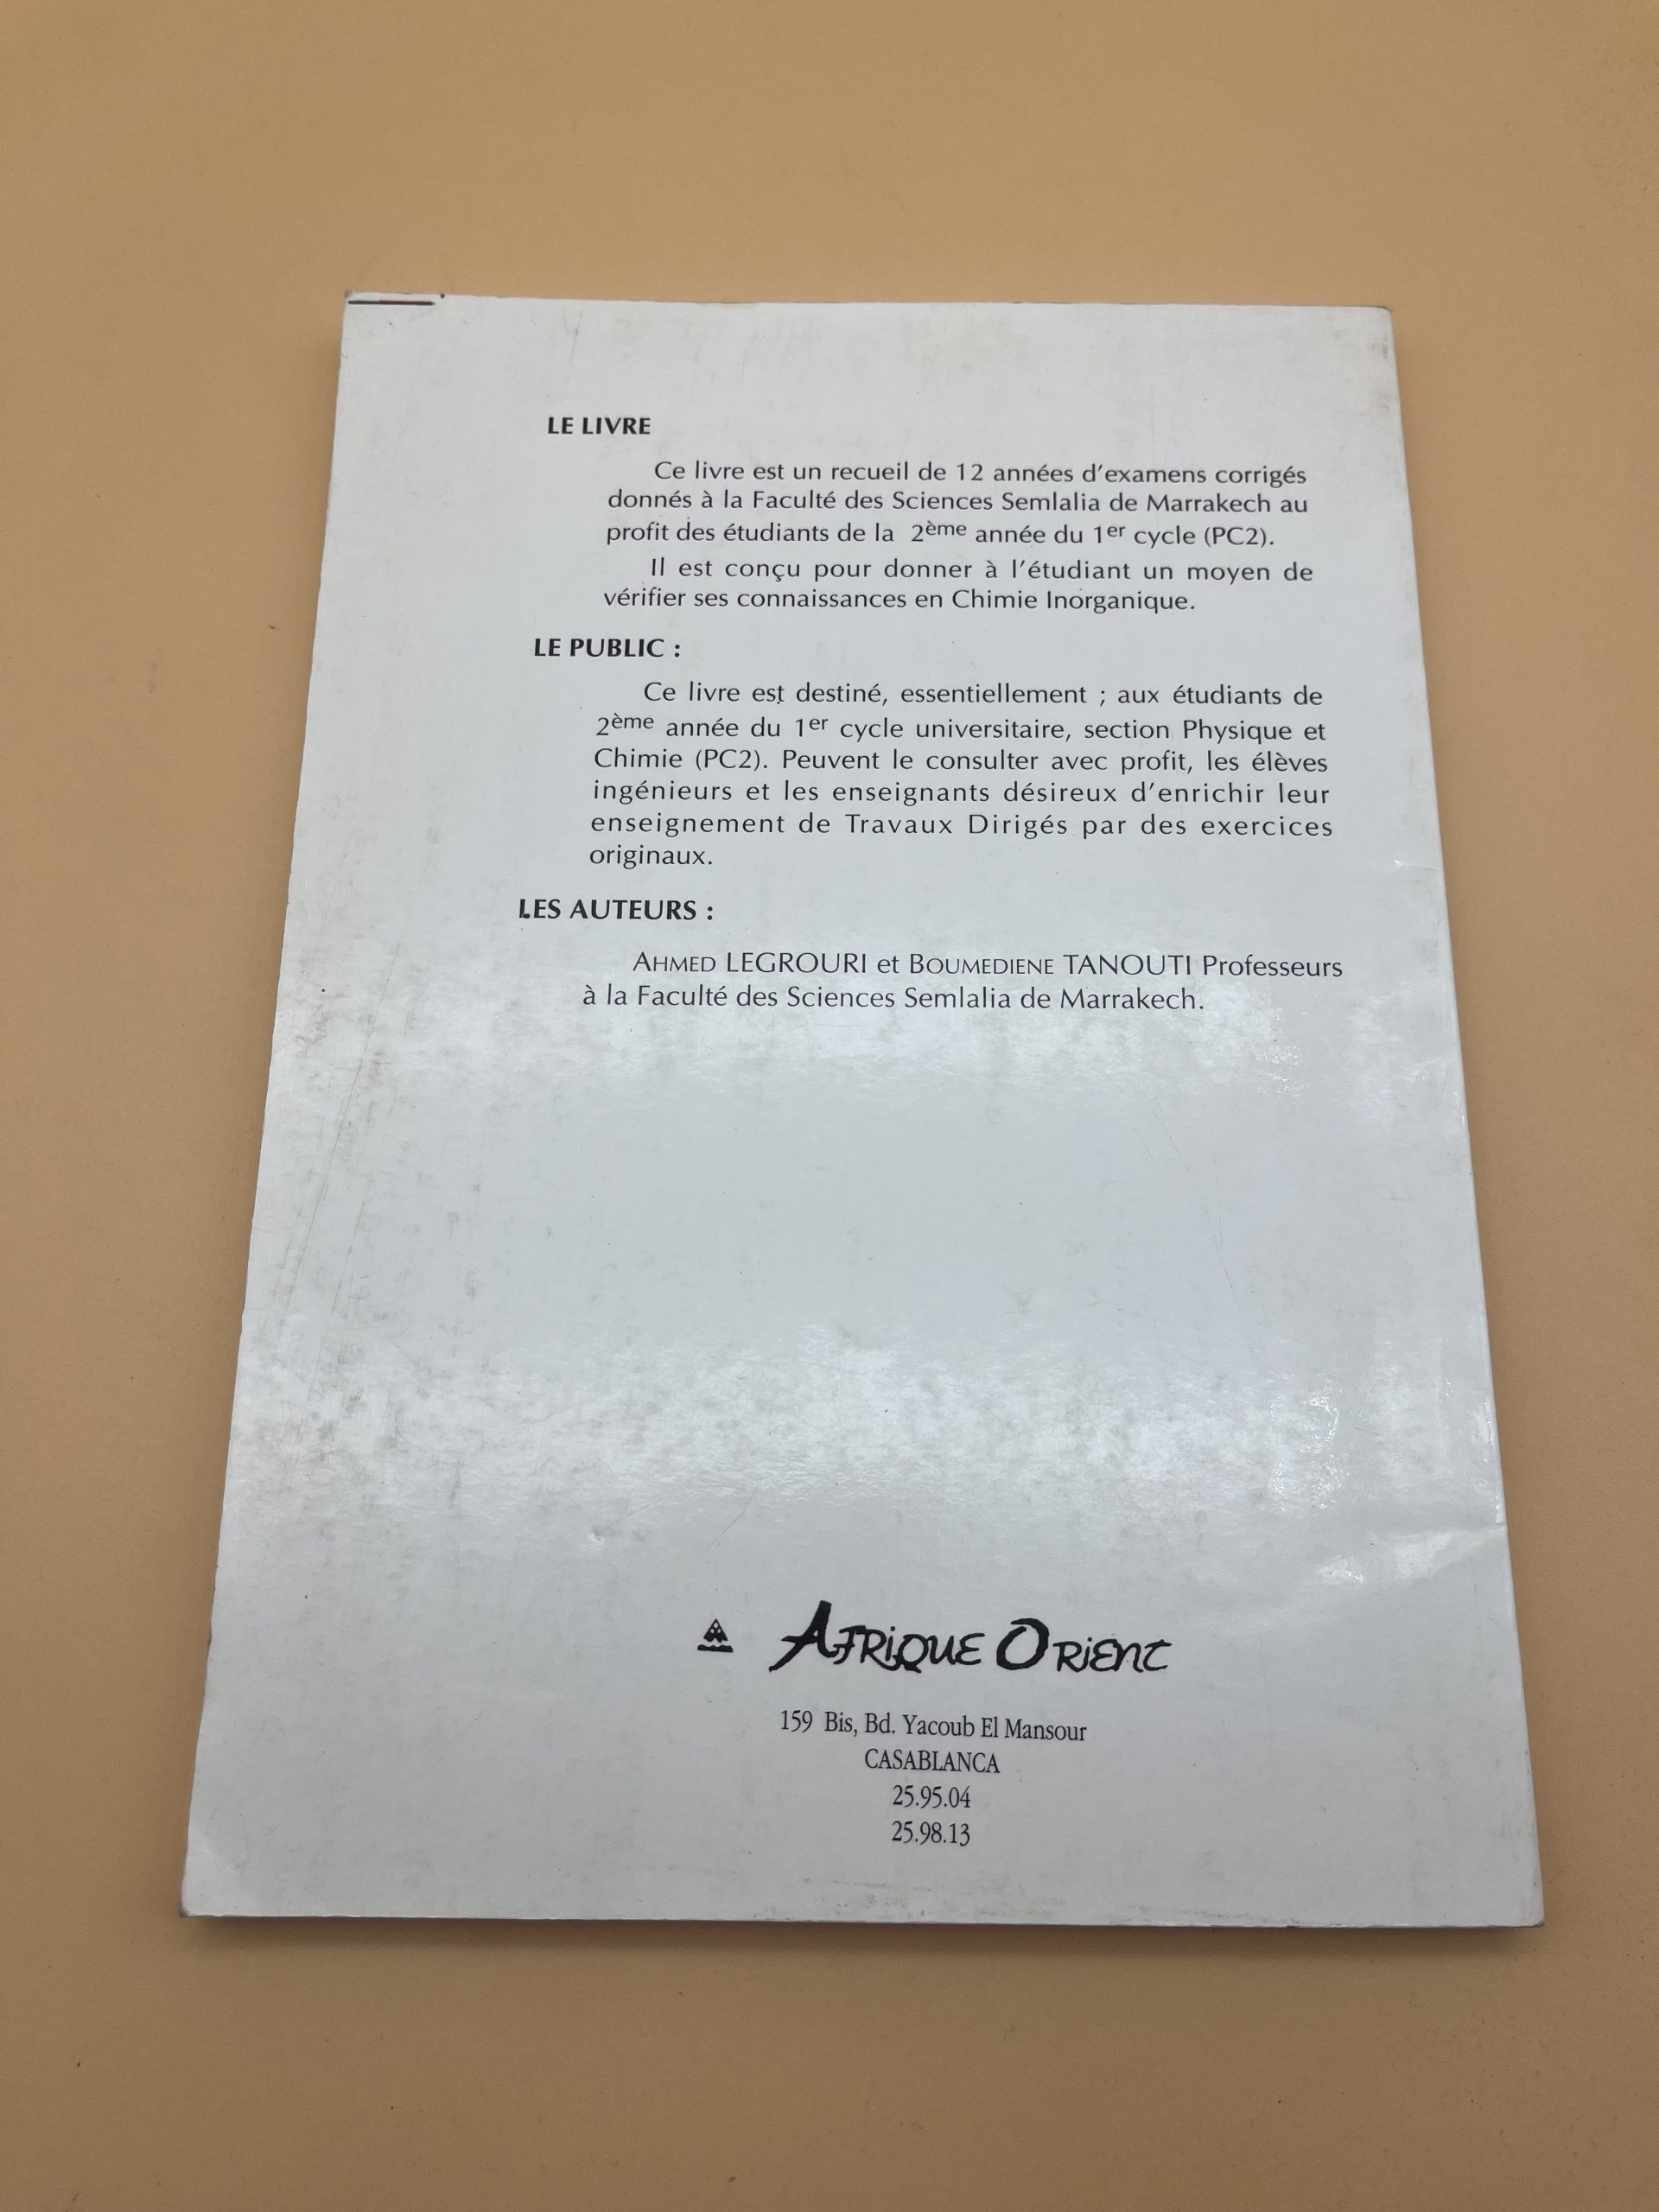 LE LIVRE
Ce livre est un recueil de 12 années d'examens corrigés
donnés à la Faculté des Sciences Semlalia de Marrakech au
profit des étudiants de la 2ème année du 1er cycle (PC2).
Il est conçu pour donner à l'étudiant un moyen de
vérifier ses connaissances en Chimie Inorganique.
LE PUBLIC :
Ce livre est destiné, essentiellement ; aux étudiants de
2ème année du 1er cycle universitaire, section Physique et
Chimie (PC2). Peuvent le consulter avec profit, les élèves
ingénieurs et les enseignants désireux d'enrichir leur
enseignement de Travaux Dirigés par des exercices
originaux.
LES AUTEURS :
AHMED LEGROURI et BOUMEDIENE TANOUTI Professeurs
à la Faculté des Sciences Semlalia de Marrakech.
AFRIQUE ORIENT
159 Bis, Bd. Yacoub El Mansour
CASABLANCA
25.95.04
25.98.13